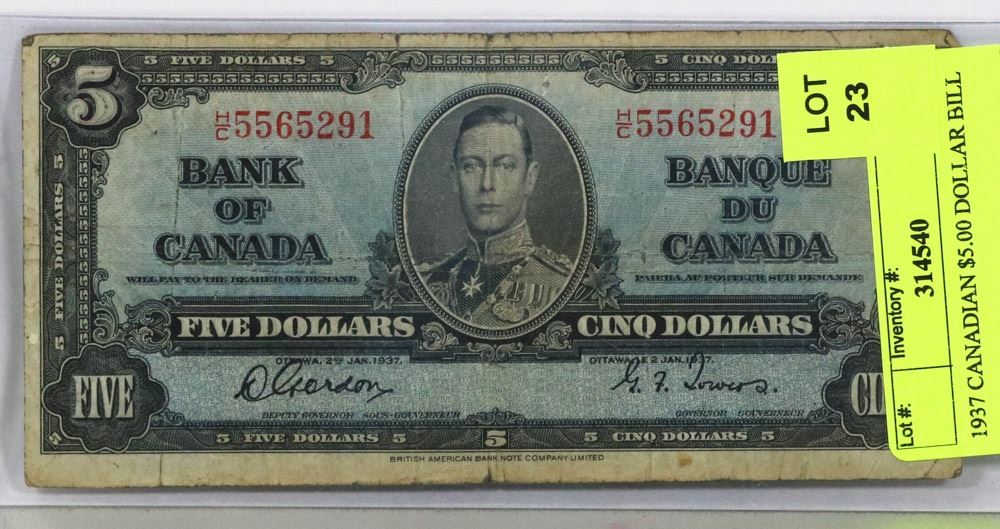 5 FIVE DOLLARS 5
5 CINQ DOL
5
H/C 5565291
H/C 5565291
BANK
OF
CANADA
BANQUE
DU
CANADA
WILL PAY TO THE BEARER ON DEMAND
PAIERA AU PORTEUR SUR DEMANDE
FIVE DOLLARS
CINQ DOLLARS
OTTAWA, 2ND JAN. 1937.
OTTAWA, LE 2 JAN. 1937.
D Gordon
G. F. Towers.
DEPUTY GOVERNOR SOUS-GOUVERNEUR
GOVERNOR GOUVERNEUR
FIVE
CI
5 FIVE DOLLARS 5
5
5 CINQ DOLLARS 5
BRITISH AMERICAN BANK NOTE COMPANY LIMITED
5 FIVE DOLLARS 5
LOT
23
Lot #:
Inventory #:
314540
1937 CANADIAN $5.00 DOLLAR BILL